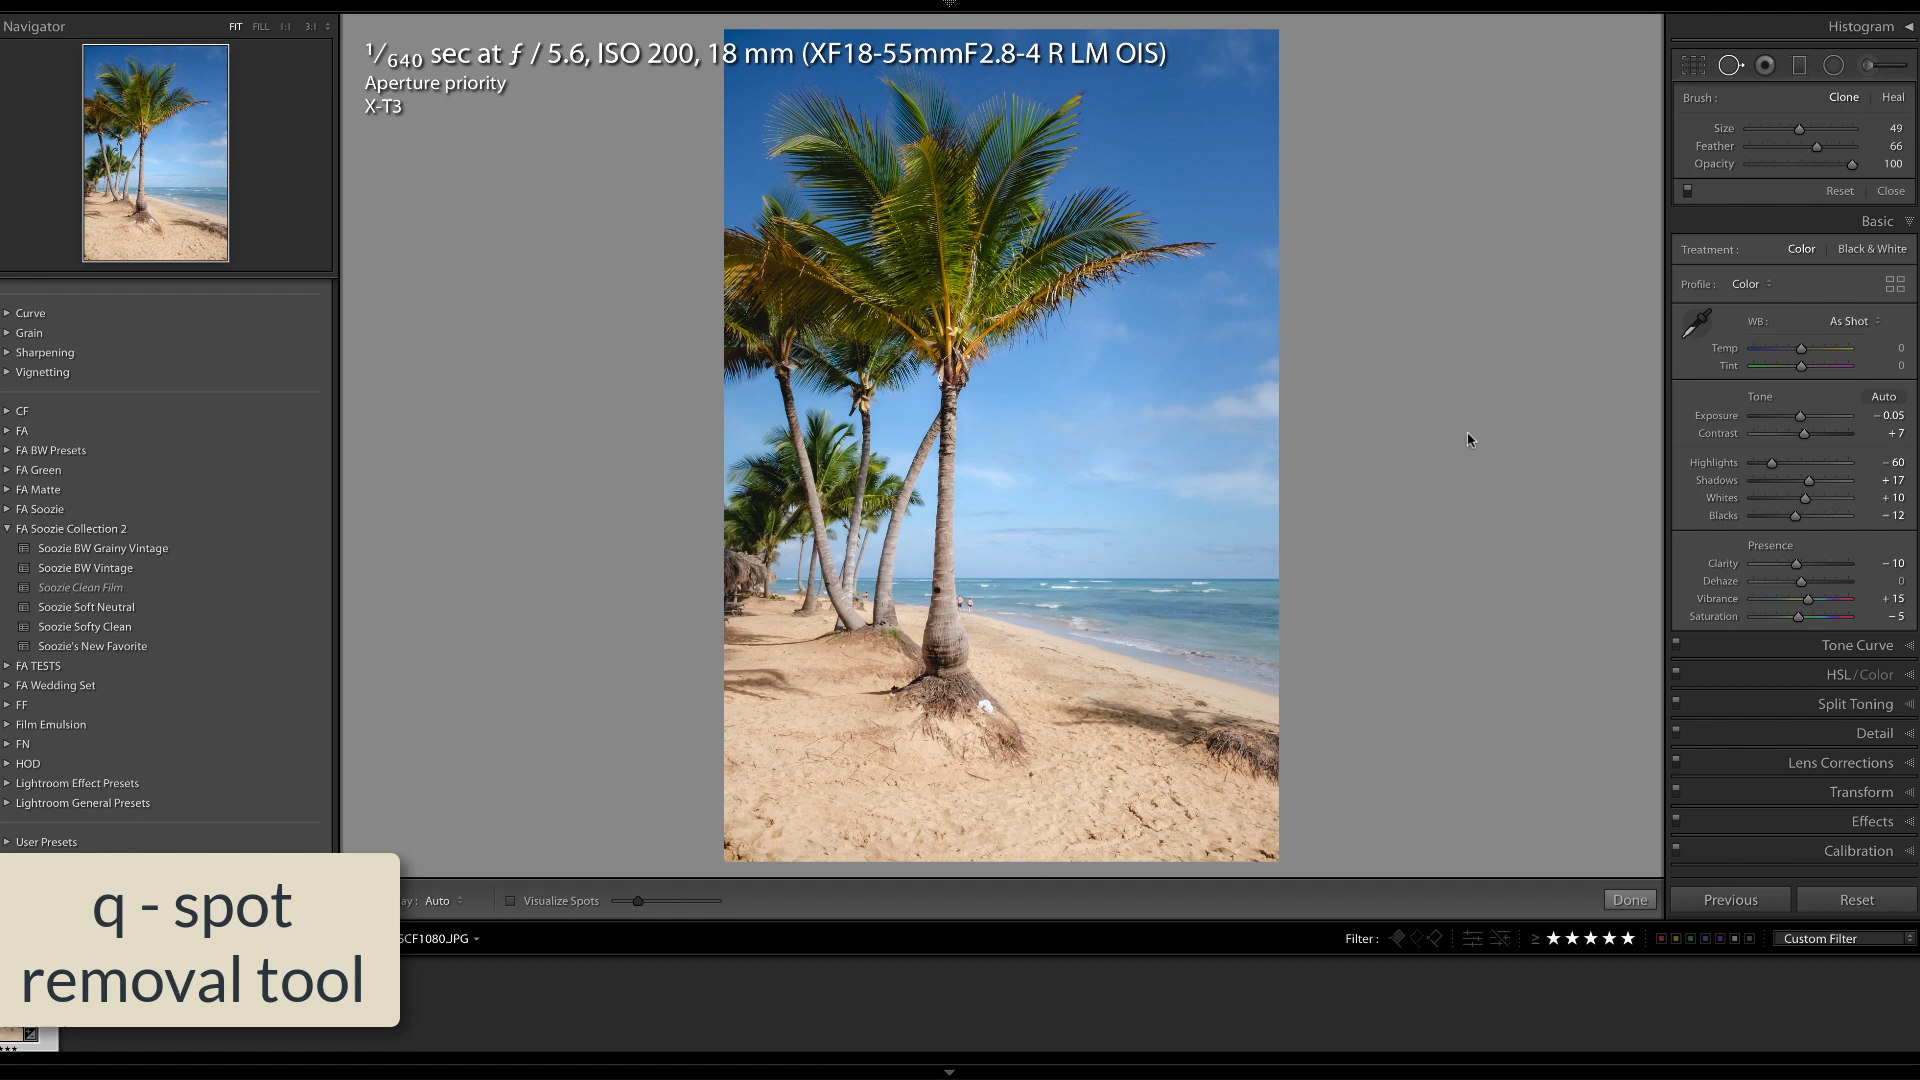 Navigator
FIT FILL 1:1 3:1
Curve
Grain
Sharpening
Vignetting
CF
FA
FA BW Presets
FA Green
FA Matte
FA Soozie
FA Soozie Collection 2
Soozie BW Grainy Vintage
Soozie BW Vintage
Soozie Clean Film
Soozie Soft Neutral
Soozie Softy Clean
Soozie's New Favorite
FA TESTS
FA Wedding Set
FF
Film Emulsion
FN
HOD
Lightroom Effect Presets
Lightroom General Presets
User Presets
q - spot
removal tool
1/640 sec at ƒ / 5.6, ISO 200, 18 mm (XF18-55mmF2.8-4 R LM OIS)
Aperture priority
X-T3
ay : Auto
Visualize Spots
Done
SCF1080.JPG
Filter :
≥ ★★★★★
Custom Filter
Histogram
Brush : Clone | Heal
Size 49
Feather 66
Opacity 100
Reset | Close
Basic
Treatment : Color | Black & White
Profile : Color
WB : As Shot
Temp 0
Tint 0
Tone Auto
Exposure - 0.05
Contrast + 7
Highlights - 60
Shadows + 17
Whites + 10
Blacks - 12
Presence
Clarity - 10
Dehaze 0
Vibrance + 15
Saturation - 5
Tone Curve
HSL / Color
Split Toning
Detail
Lens Corrections
Transform
Effects
Calibration
Previous Reset